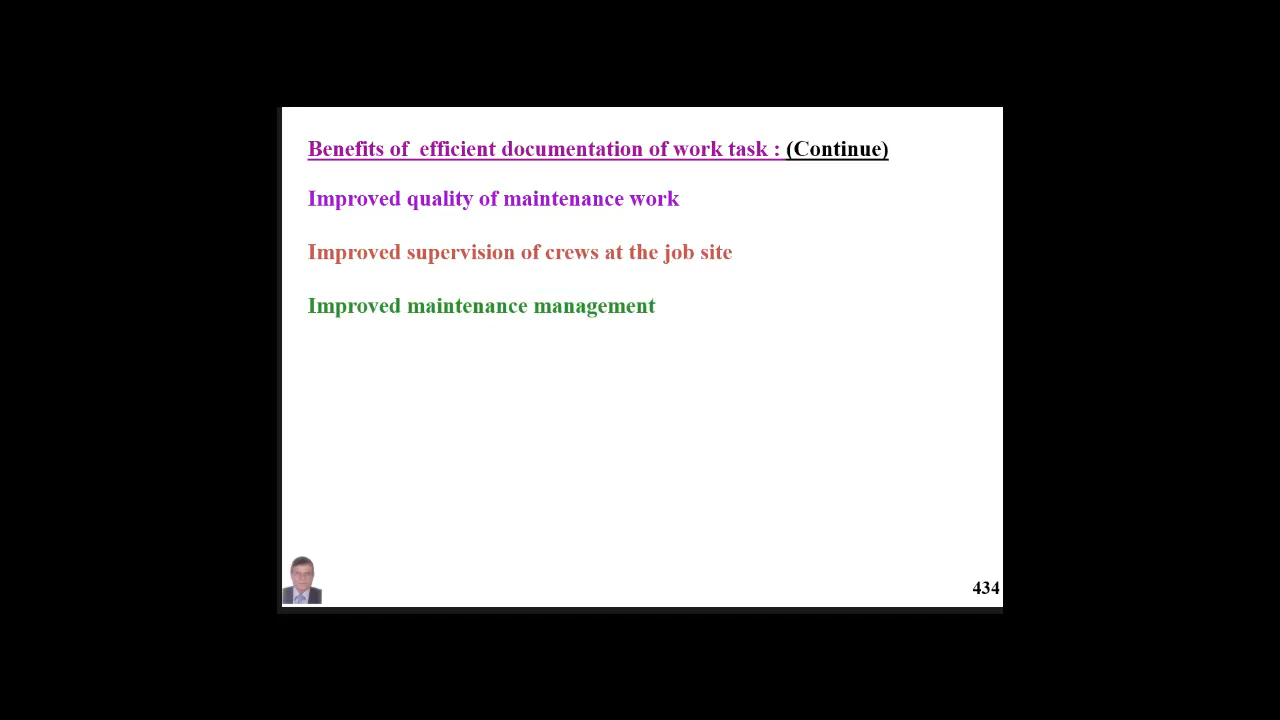 Benefits of  efficient documentation of work task : (Continue)
Improved quality of maintenance work
Improved supervision of crews at the job site
Improved maintenance management
434